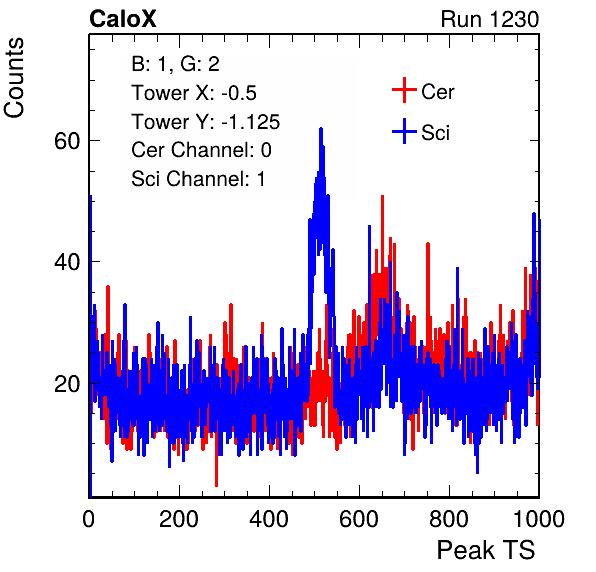 CaloX Run 1230
Counts
B: 1, G: 2
Tower X: -0.5
Tower Y: -1.125
Cer Channel: 0
Sci Channel: 1
Cer
Sci
60
40
20
0 200 400 600 800 1000
Peak TS